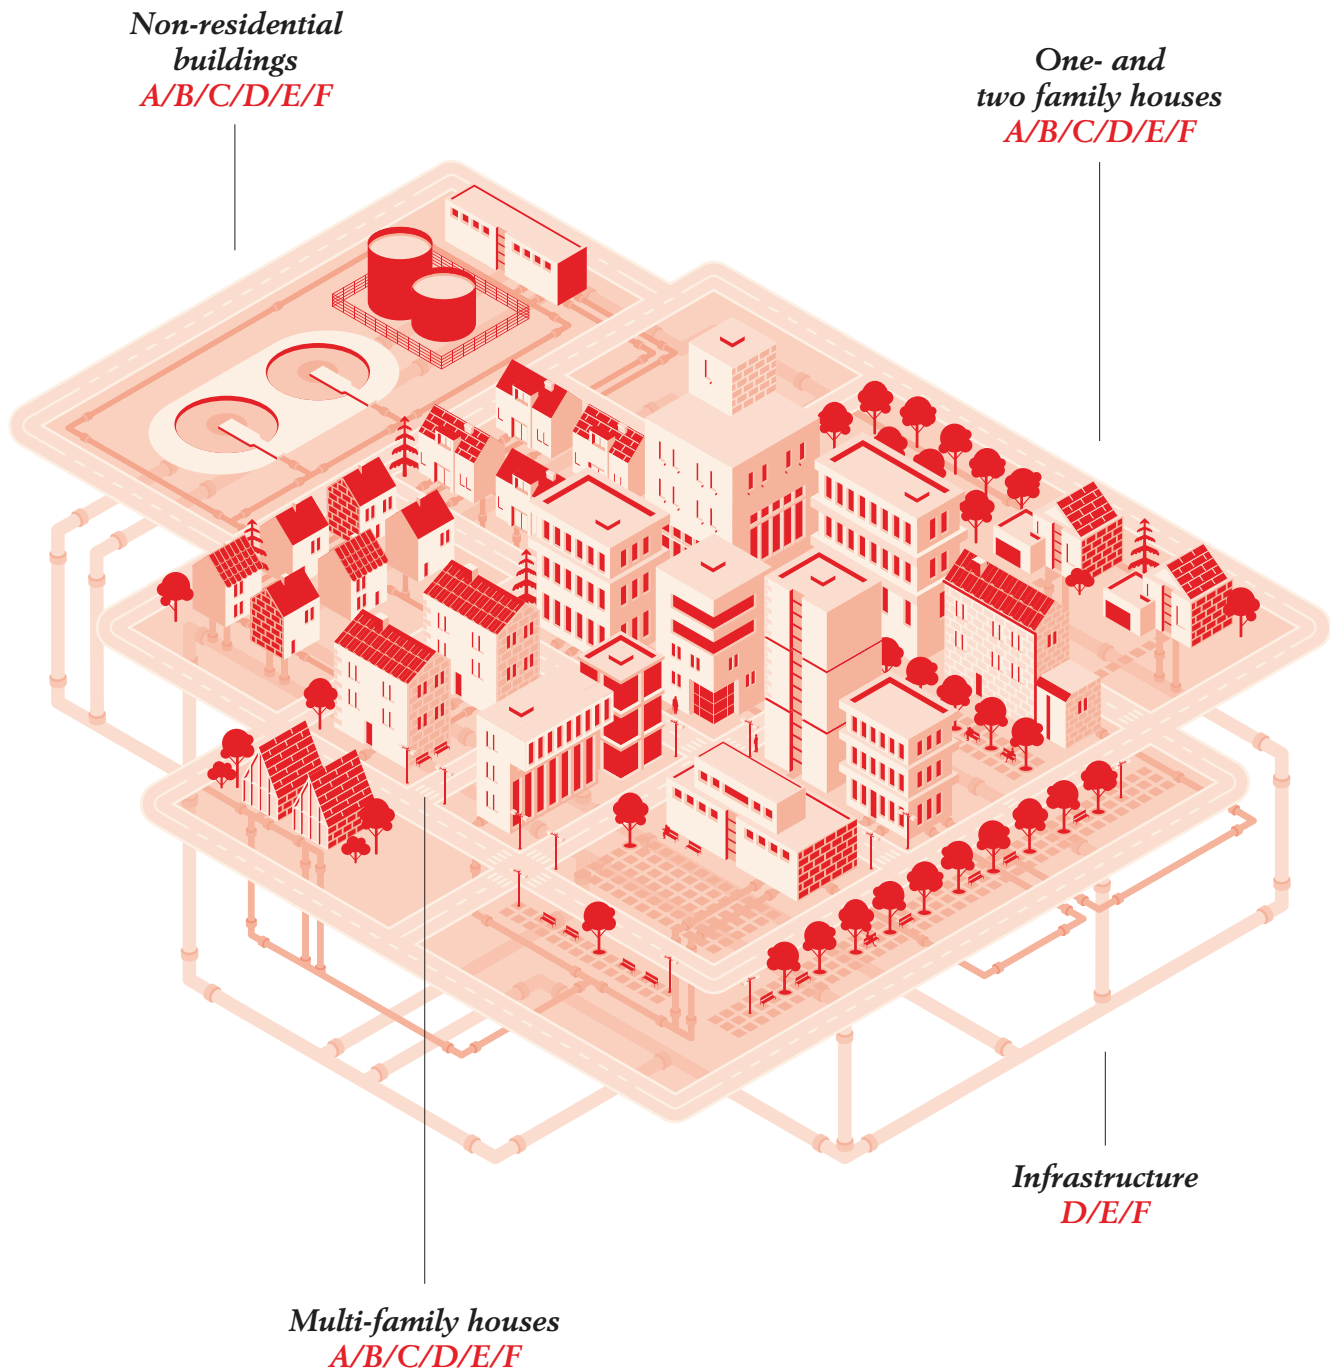 Non-residential
buildings
A/B/C/D/E/F
One- and
two family houses
A/B/C/D/E/F
Infrastructure
D/E/F
Multi-family houses
A/B/C/D/E/F